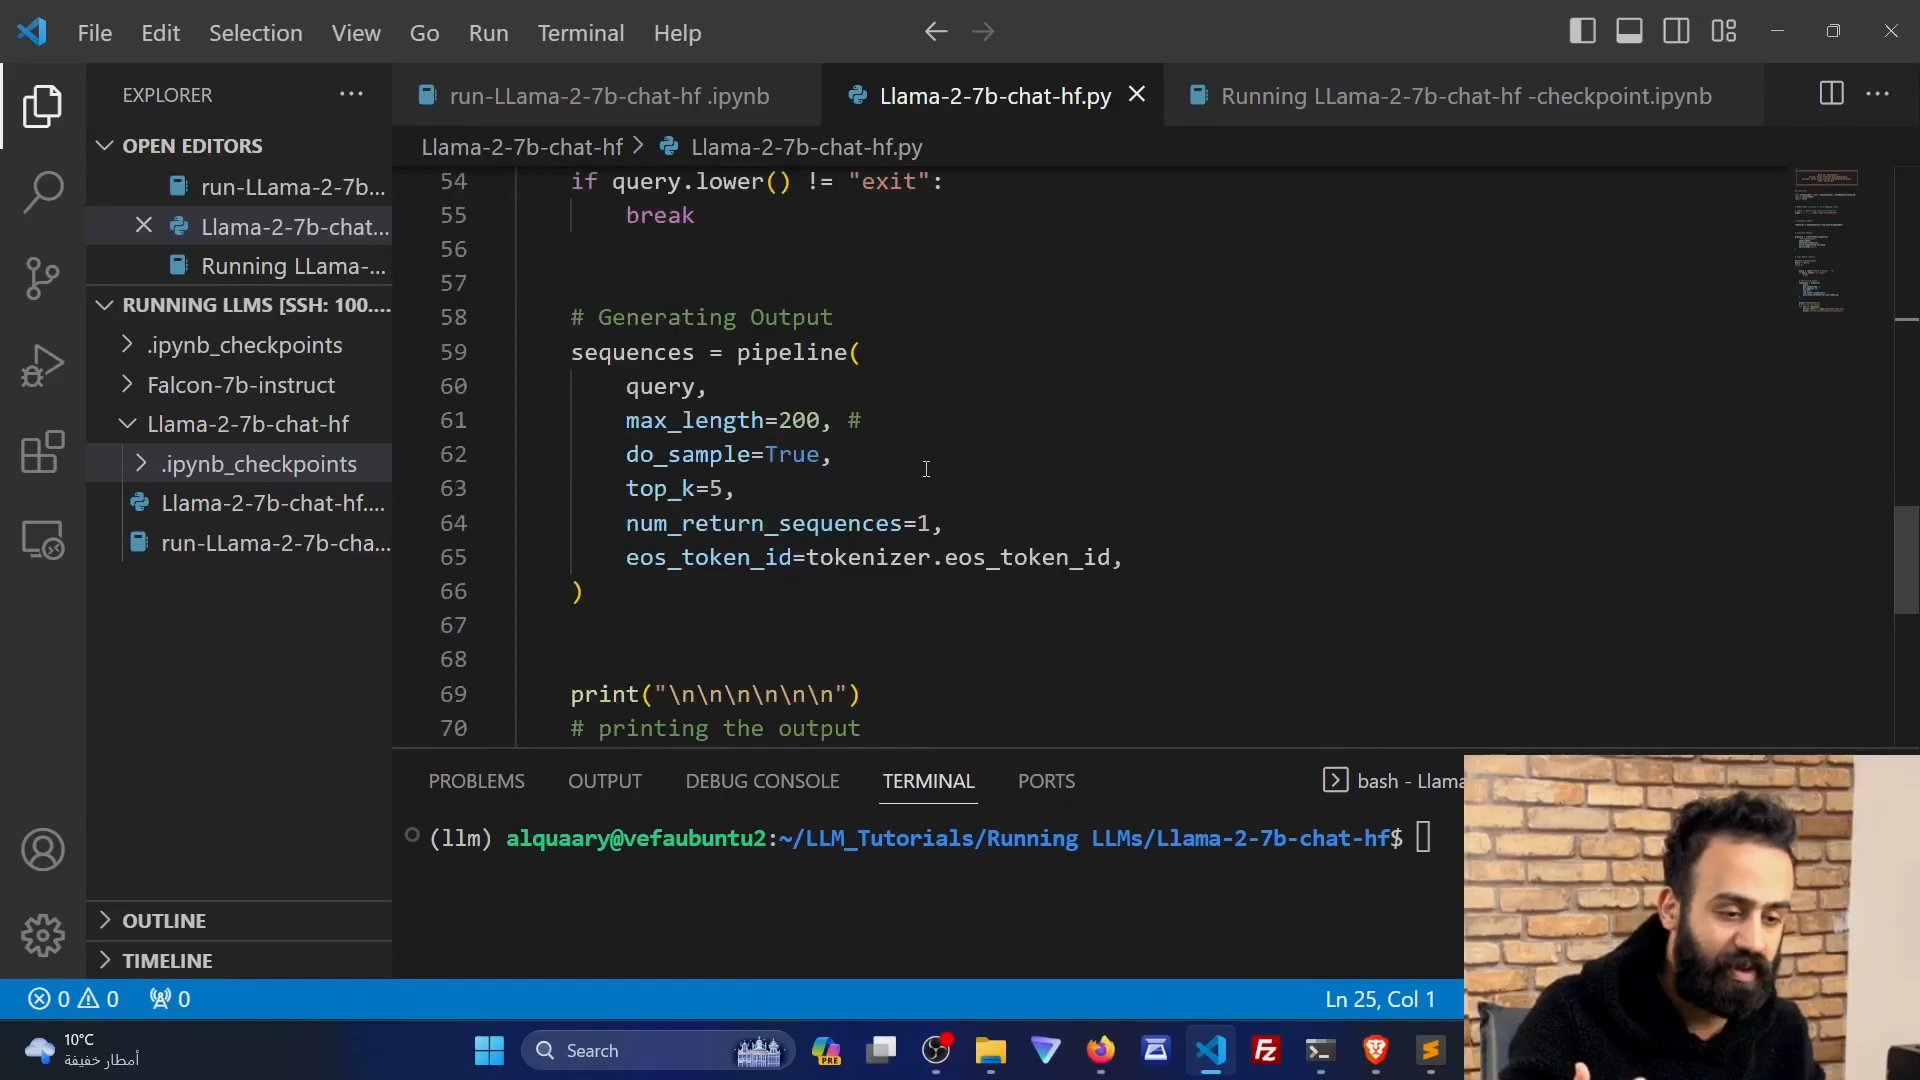 File Edit Selection View Go Run Terminal Help
EXPLORER
run-LLama-2-7b-chat-hf .ipynb
Llama-2-7b-chat-hf.py
Running LLama-2-7b-chat-hf -checkpoint.ipynb
OPEN EDITORS
run-LLama-2-7b...
Llama-2-7b-chat...
Running LLama-...
RUNNING LLMS [SSH: 100....
.ipynb_checkpoints
Falcon-7b-instruct
Llama-2-7b-chat-hf
.ipynb_checkpoints
Llama-2-7b-chat-hf....
run-LLama-2-7b-cha...
OUTLINE
TIMELINE
Llama-2-7b-chat-hf > Llama-2-7b-chat-hf.py
54 if query.lower() != "exit":
55 break
56
57
58 # Generating Output
59 sequences = pipeline(
60 query,
61 max_length=200, #
62 do_sample=True,
63 top_k=5,
64 num_return_sequences=1,
65 eos_token_id=tokenizer.eos_token_id,
66 )
67
68
69 print("\n\n\n\n\n\n")
70 # printing the output
PROBLEMS OUTPUT DEBUG CONSOLE TERMINAL PORTS
bash - Llama
(llm) alquaary@vefaubuntu2:~/LLM_Tutorials/Running LLMs/Llama-2-7b-chat-hf$
0 0 0
Ln 25, Col 1
10°C
أمطار خفيفة
Search
PRE
Fz